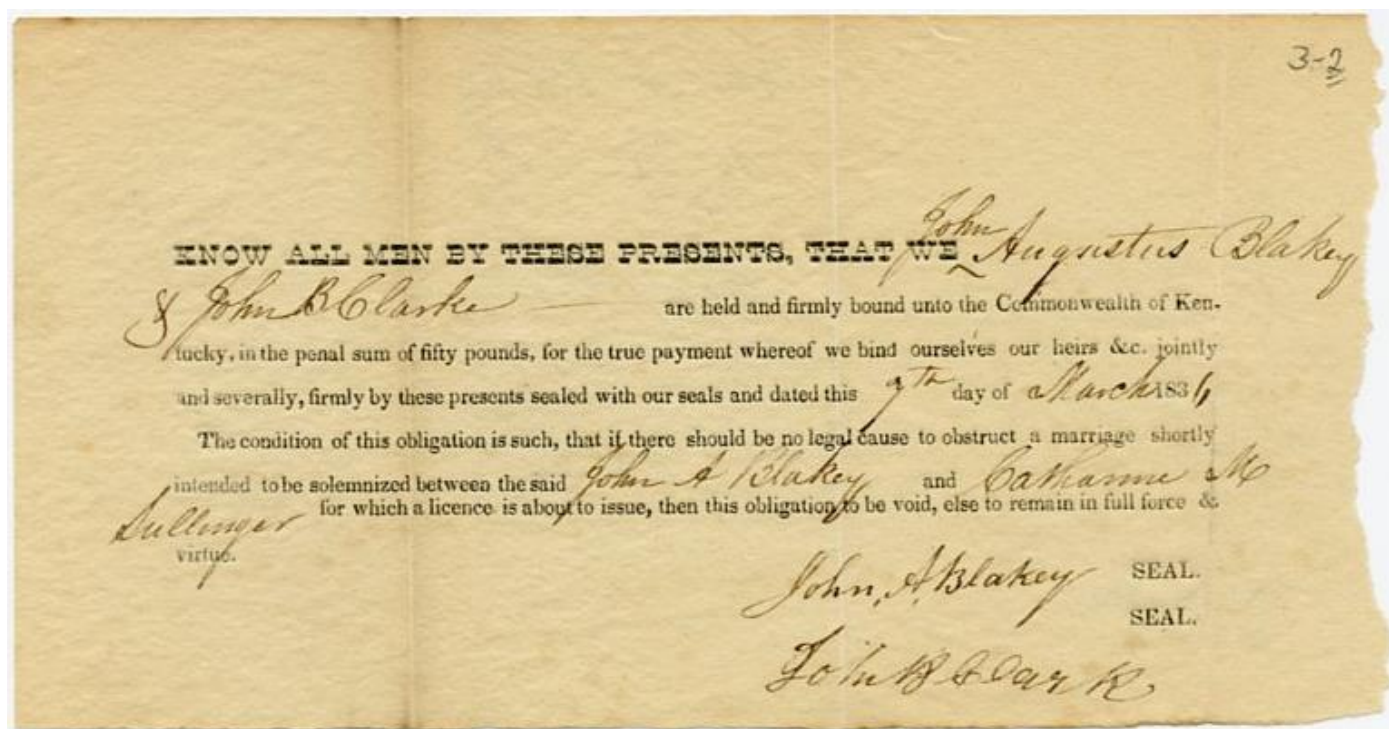 3-2
KNOW ALL MEN BY THESE PRESENTS, THAT WE John Augustus Blakey
& John B Clarke — are held and firmly bound unto the Commonwealth of Ken-
tucky, in the penal sum of fifty pounds, for the true payment whereof we bind ourselves our heirs &c. jointly
and severally, firmly by these presents sealed with our seals and dated this 9th day of March 1836
The condition of this obligation is such, that if there should be no legal cause to obstruct a marriage shortly
intended to be solemnized between the said John A Blakey and Catharine M
Sullinger for which a licence is about to issue, then this obligation to be void, else to remain in full force &
virtue.
John, A, Blakey SEAL.
SEAL.
John B Clark